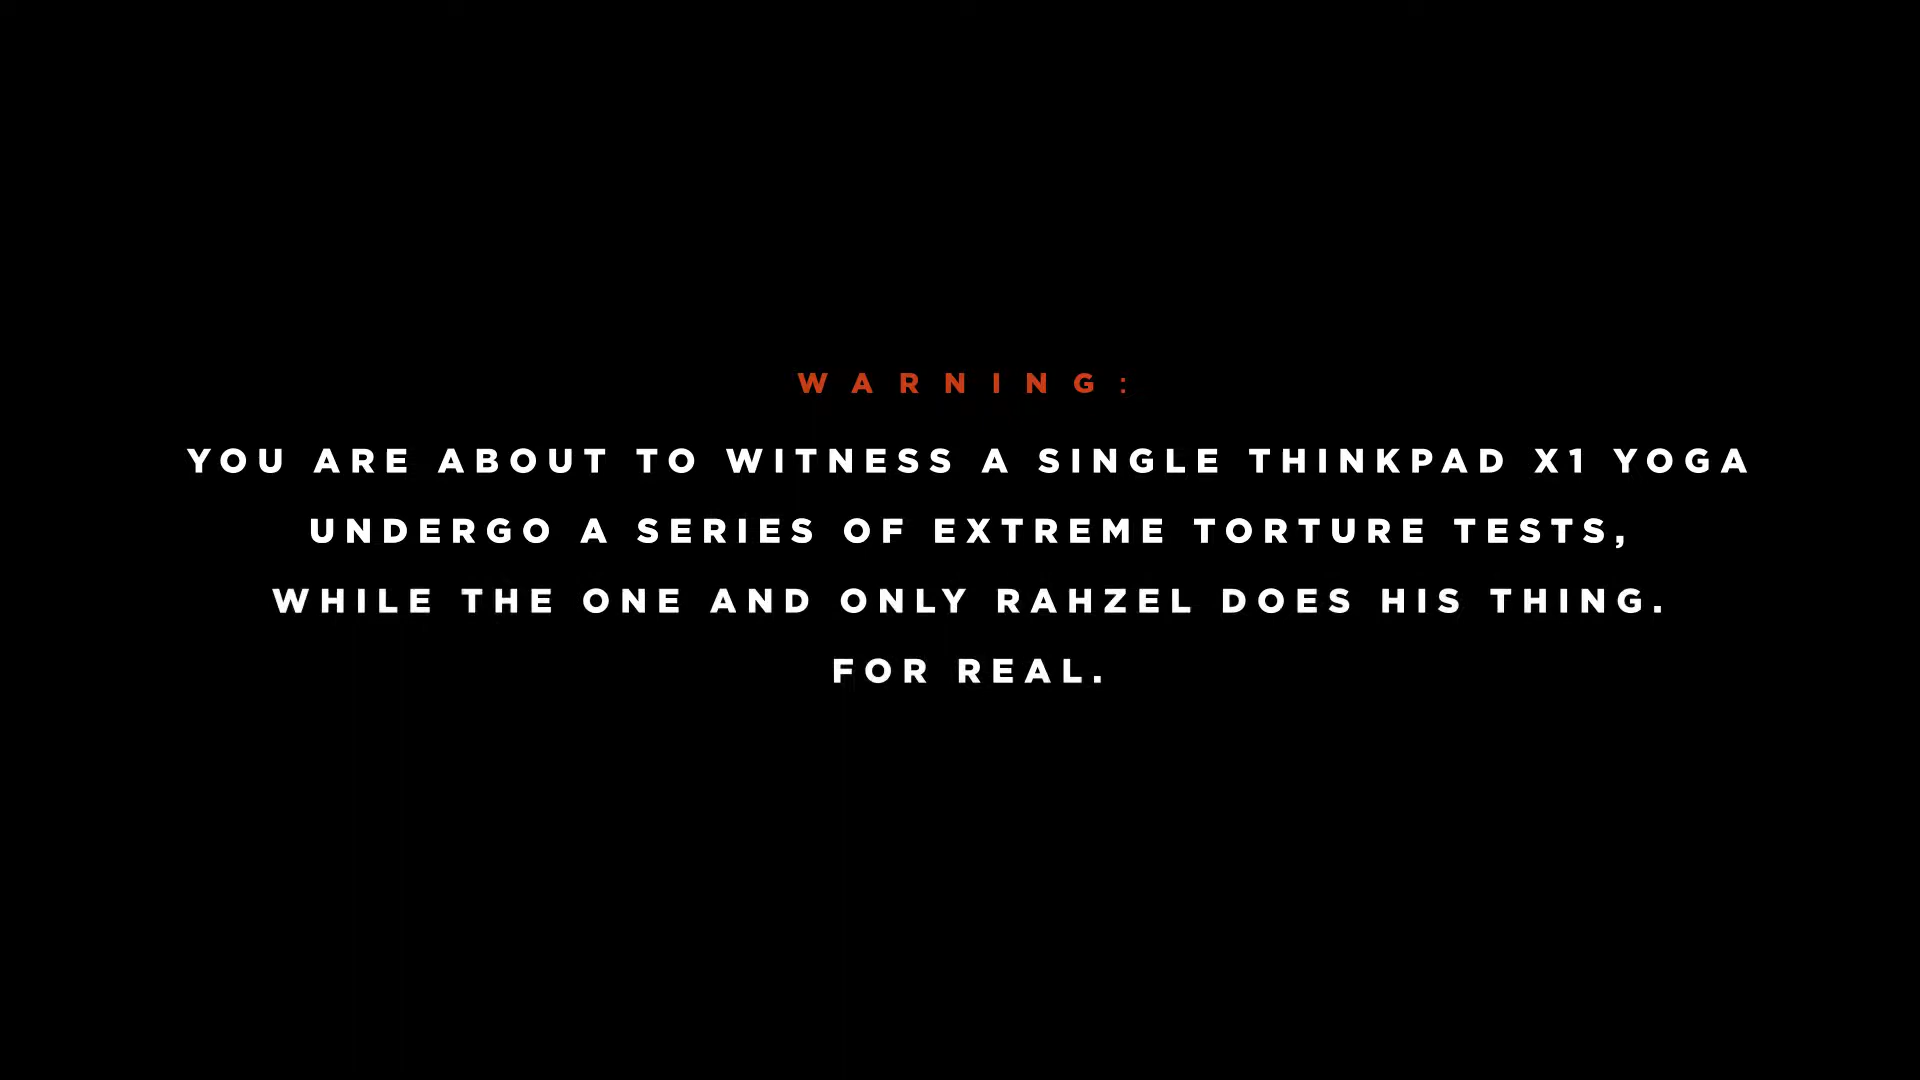 WARNING:
YOU ARE ABOUT TO WITNESS A SINGLE THINKPAD X1 YOGA
UNDERGO A SERIES OF EXTREME TORTURE TESTS,
WHILE THE ONE AND ONLY RAHZEL DOES HIS THING.
FOR REAL.